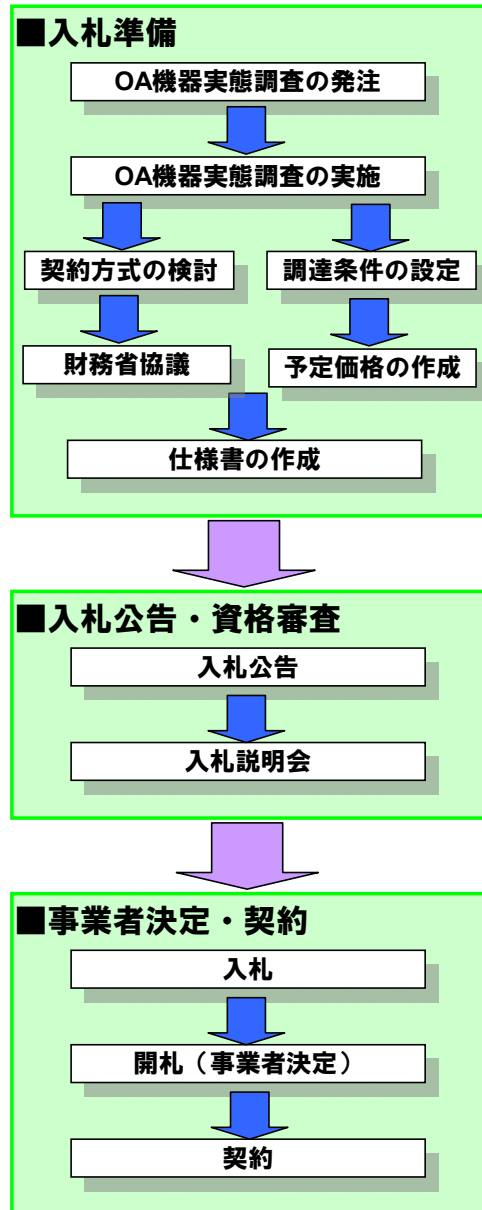 ■入札準備
OA機器実態調査の発注
OA機器実態調査の実施
契約方式の検討
調達条件の設定
財務省協議
予定価格の作成
仕様書の作成
■入札公告・資格審査
入札公告
入札説明会
■事業者決定・契約
入札
開札（事業者決定）
契約